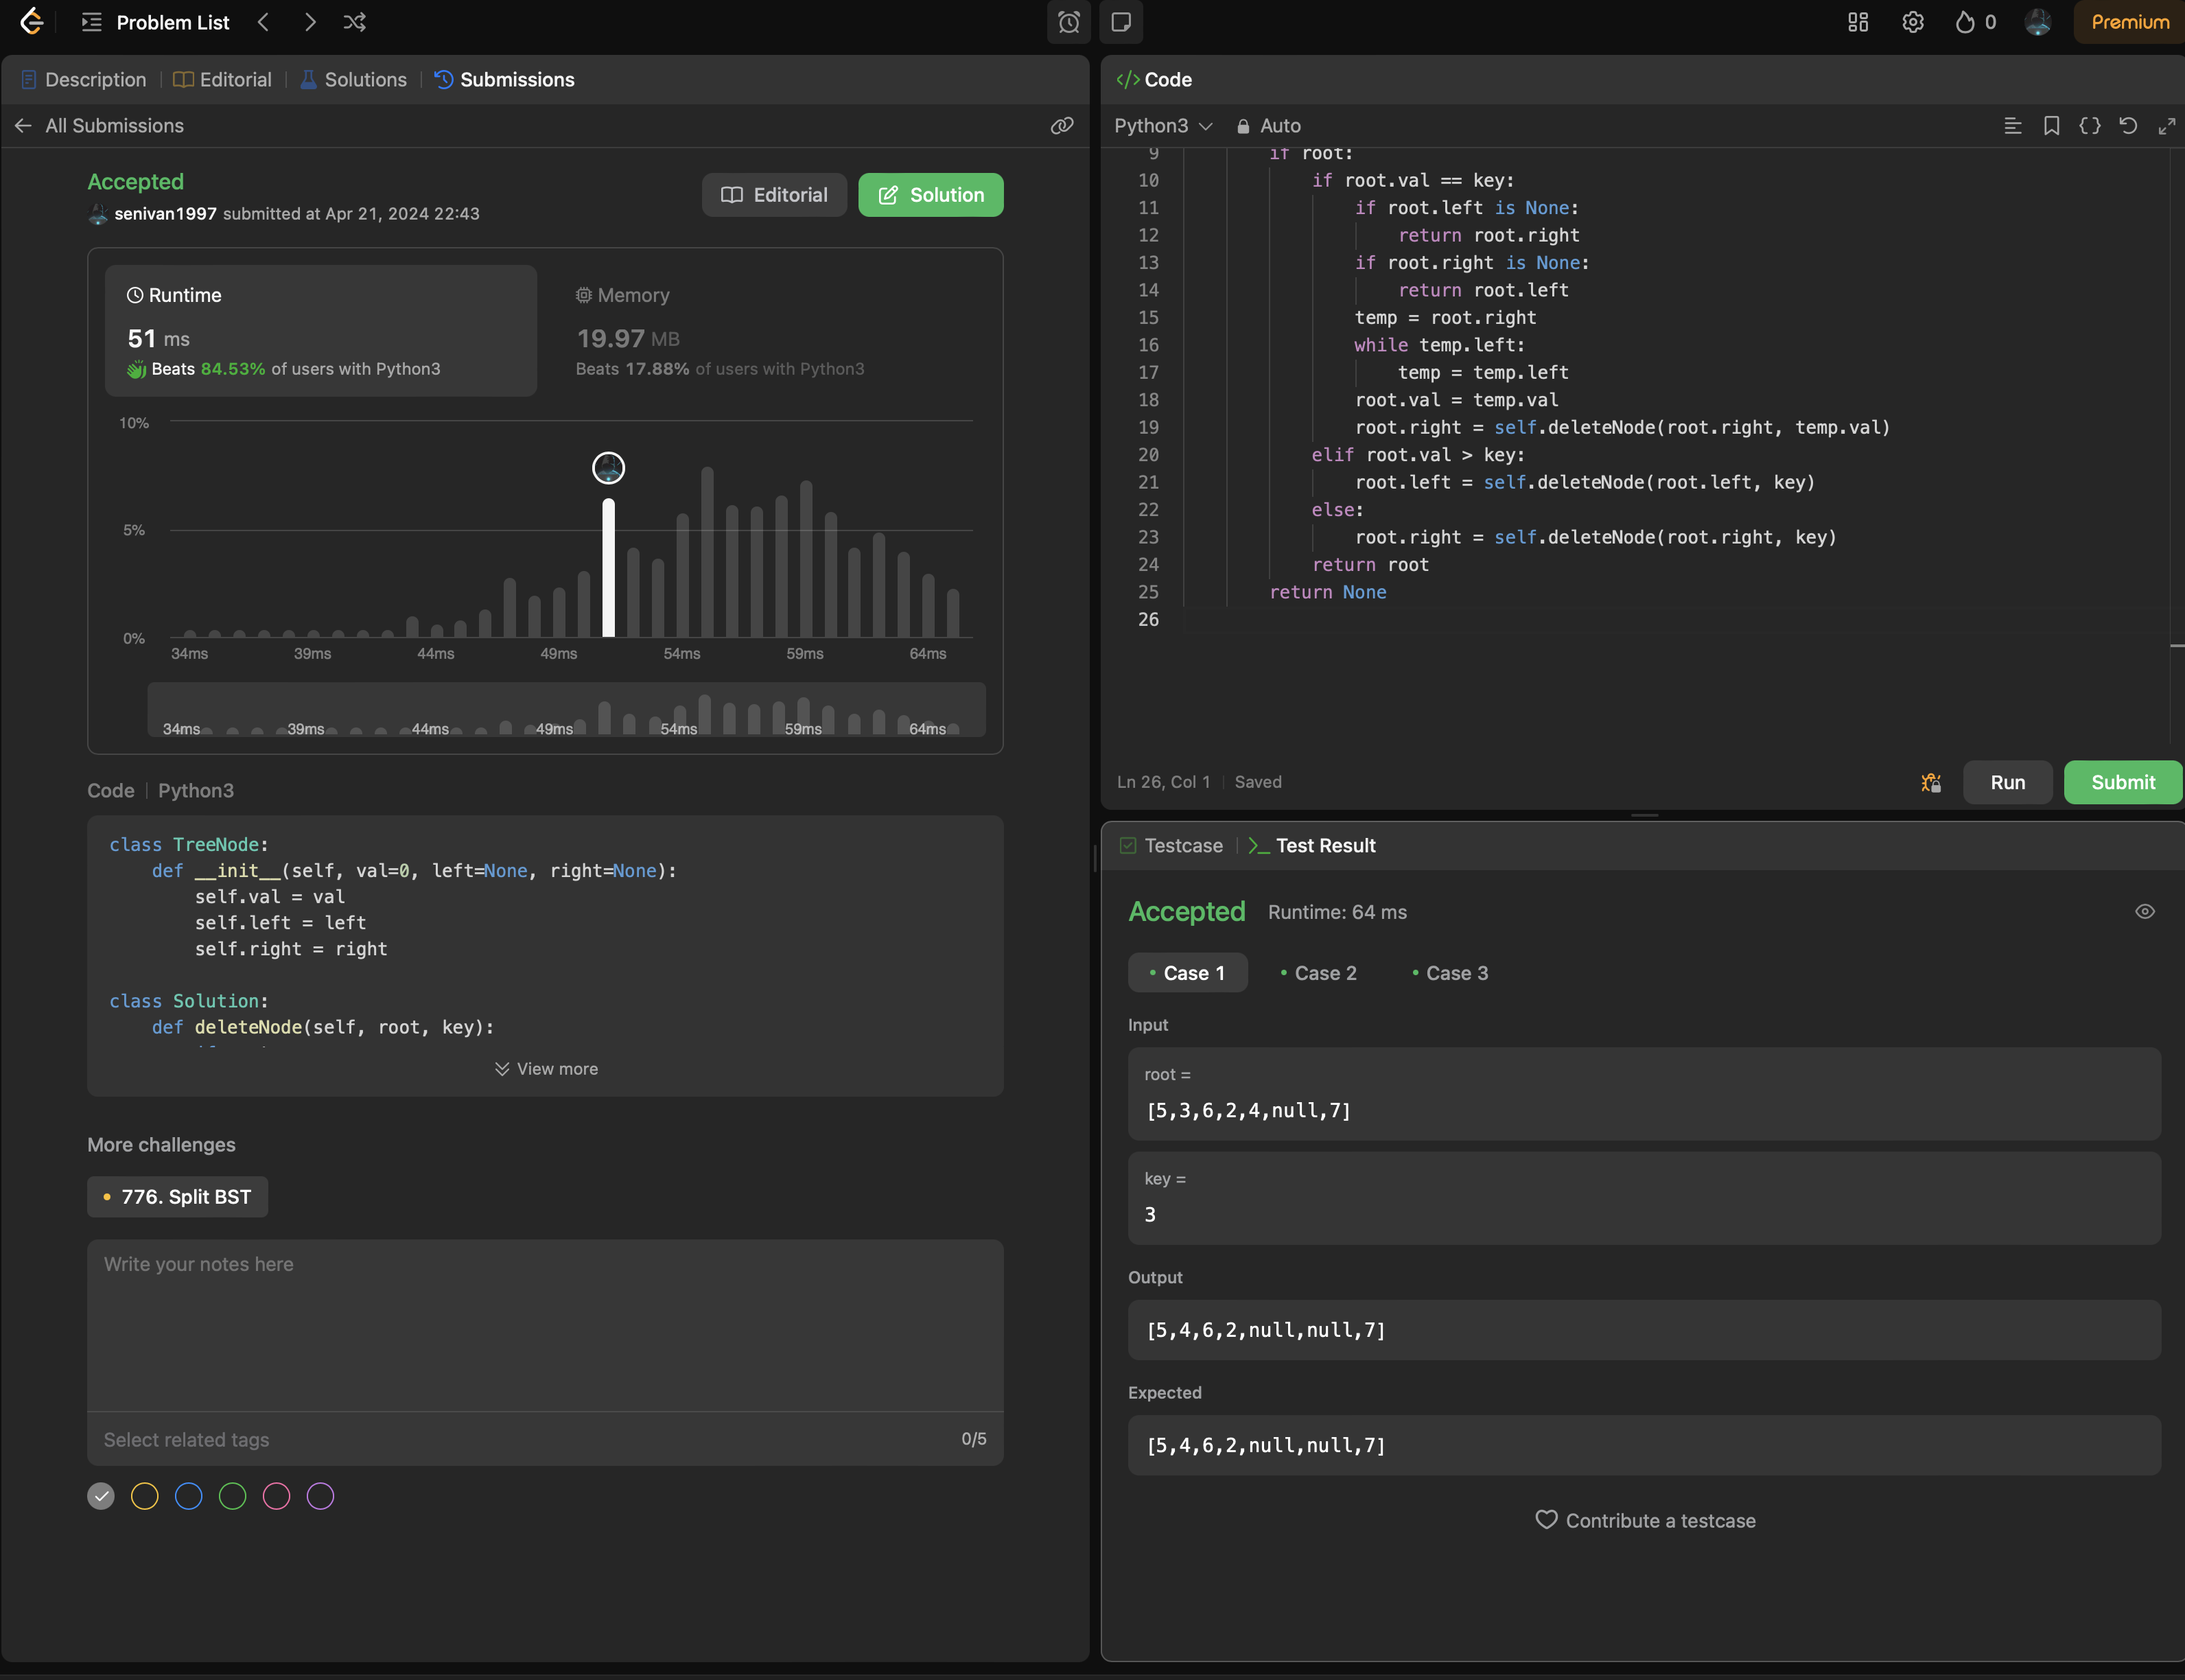 Problem List
0
Premium
Description
Editorial
Solutions
Submissions
All Submissions
Accepted
senivan1997 submitted at Apr 21, 2024 22:43
Editorial
Solution
Runtime
51 ms
Beats 84.53% of users with Python3
Memory
19.97 MB
Beats 17.88% of users with Python3
10%
5%
0%
34ms 39ms 44ms 49ms 54ms 59ms 64ms
34ms 39ms 44ms 49ms 54ms 59ms 64ms
Code | Python3
class TreeNode:
    def __init__(self, val=0, left=None, right=None):
        self.val = val
        self.left = left
        self.right = right
class Solution:
    def deleteNode(self, root, key):
View more
More challenges
776. Split BST
Write your notes here
Select related tags
0/5
</> Code
Python3
Auto
9 if root:
10 if root.val == key:
11 if root.left is None:
12 return root.right
13 if root.right is None:
14 return root.left
15 temp = root.right
16 while temp.left:
17 temp = temp.left
18 root.val = temp.val
19 root.right = self.deleteNode(root.right, temp.val)
20 elif root.val > key:
21 root.left = self.deleteNode(root.left, key)
22 else:
23 root.right = self.deleteNode(root.right, key)
24 return root
25 return None
26
Ln 26, Col 1 | Saved
Run
Submit
Testcase
Test Result
Accepted
Runtime: 64 ms
Case 1
Case 2
Case 3
Input
root =
[5,3,6,2,4,null,7]
key =
3
Output
[5,4,6,2,null,null,7]
Expected
[5,4,6,2,null,null,7]
Contribute a testcase